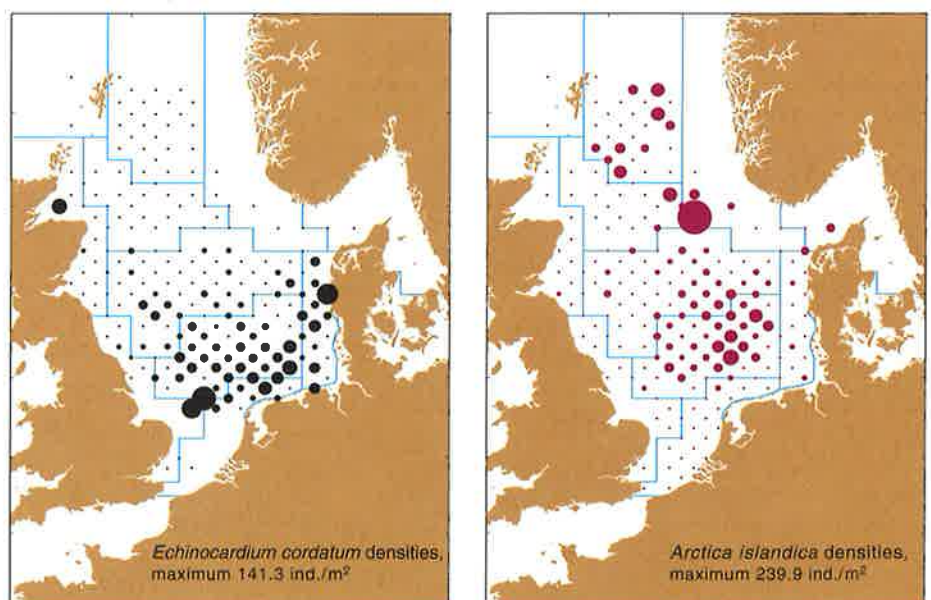 Echinocardium cordatum densities,
maximum 141.3 ind./m²
Arctica islandica densities,
maximum 239.9 ind./m²